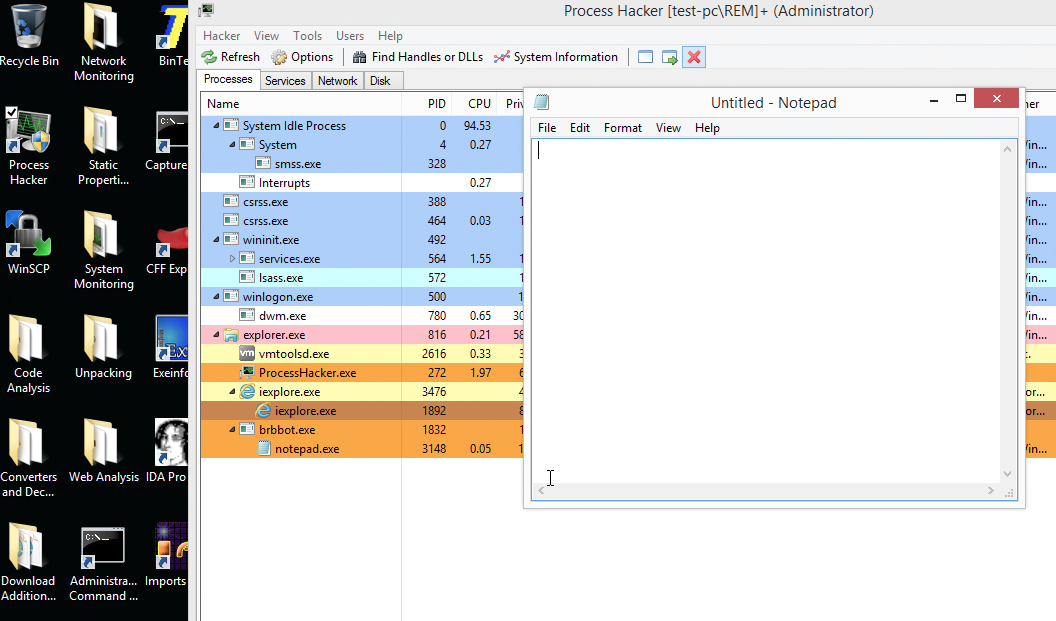 Recycle Bin
Network
Monitoring
BinTe
Process
Hacker
Static
Properti...
Capture
WinSCP
System
Monitoring
CFF Exp
Code
Analysis
Unpacking
Exeinfo
Converters
and Dec...
Web Analysis
IDA Pro
Download
Addition...
Administra...
Command ...
Imports
Process Hacker [test-pc\REM]+ (Administrator)
Hacker View Tools Users Help
Refresh Options Find Handles or DLLs System Information
Processes Services Network Disk
Name PID CPU Priv
System Idle Process 0 94.53
System 4 0.27
smss.exe 328
Interrupts 0.27
csrss.exe 388 1
csrss.exe 464 0.03 1
wininit.exe 492
services.exe 564 1.55 1
lsass.exe 572
winlogon.exe 500 1
dwm.exe 780 0.65 30
explorer.exe 816 0.21 58
vmtoolsd.exe 2616 0.33 3
ProcessHacker.exe 272 1.97 6
iexplore.exe 3476 4
iexplore.exe 1892 8
brbbot.exe 1832 1
notepad.exe 3148 0.05 1
Untitled - Notepad
File Edit Format View Help